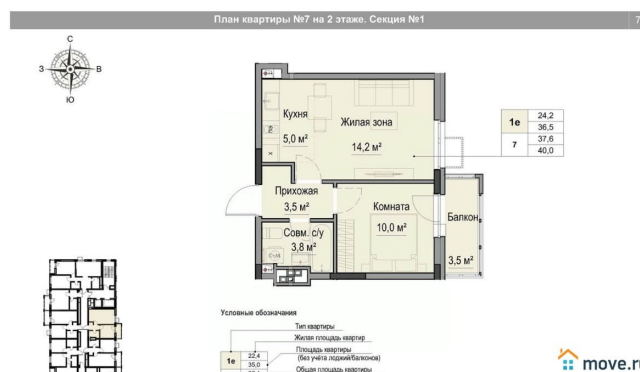 План квартиры №7 на 2 этаже. Секция №1
7
С
З
В
Ю
Кухня
5,0 м²
Жилая зона
14,2 м²
Прихожая
3,5 м²
Совм. с/у
3,8 м²
Комната
10,0 м²
Балкон
3,5 м²
1е
7
24,2
36,5
37,6
40,0
Условные обозначания
Тип квартиры
Жилая площадь квартир
Площадь квартиры
(без учёта лоджий/балконов)
Общая площадь квартиры
1е
22,4
35,0
move.ru